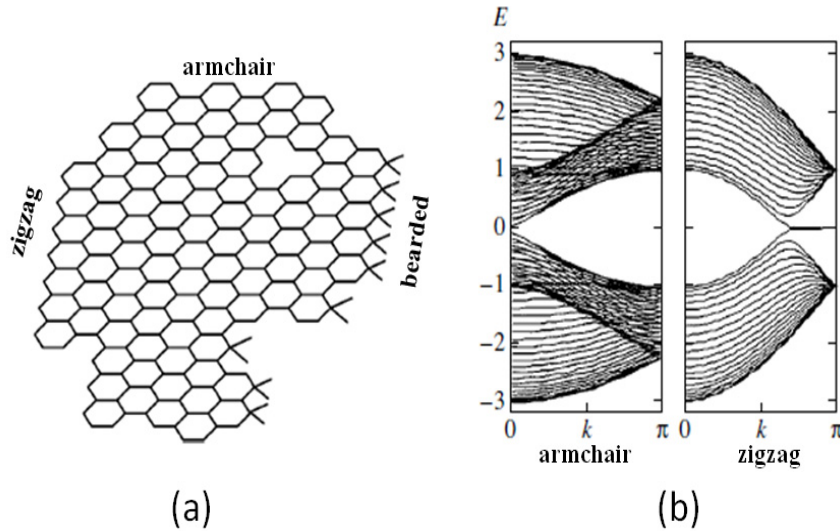 armchair
zigzag
bearded
(a)
E
3
2
1
0
-1
-2
-3
0 k π 0 k π
armchair zigzag
(b)